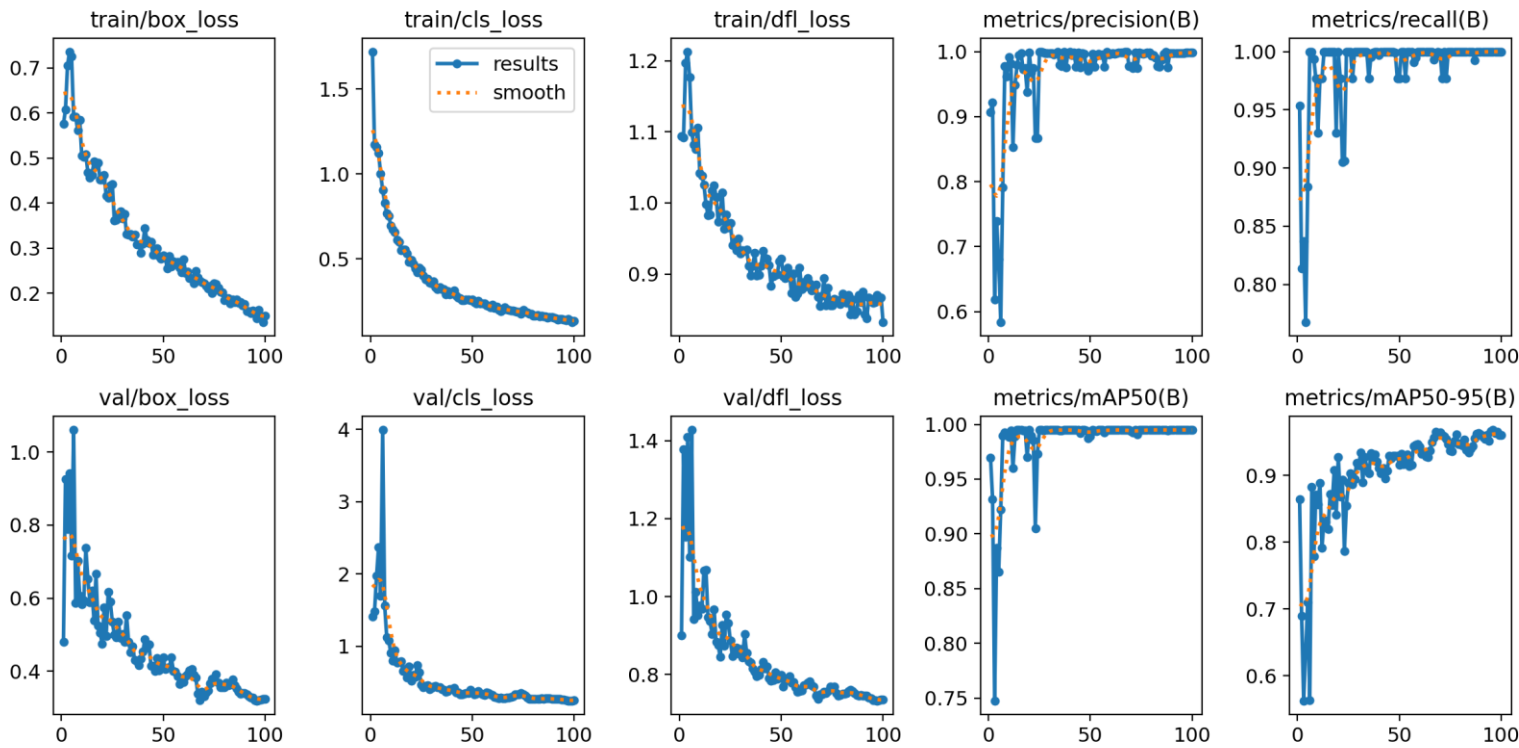 train/box_loss
0.7
0.6
0.5
0.4
0.3
0.2
0 50 100
train/cls_loss
results
smooth
1.5
1.0
0.5
0 50 100
train/dfl_loss
1.2
1.1
1.0
0.9
0 50 100
metrics/precision(B)
1.0
0.9
0.8
0.7
0.6
0 50 100
metrics/recall(B)
1.00
0.95
0.90
0.85
0.80
0 50 100
val/box_loss
1.0
0.8
0.6
0.4
0 50 100
val/cls_loss
4
3
2
1
0 50 100
val/dfl_loss
1.4
1.2
1.0
0.8
0 50 100
metrics/mAP50(B)
1.00
0.95
0.90
0.85
0.80
0.75
0 50 100
metrics/mAP50-95(B)
0.9
0.8
0.7
0.6
0 50 100